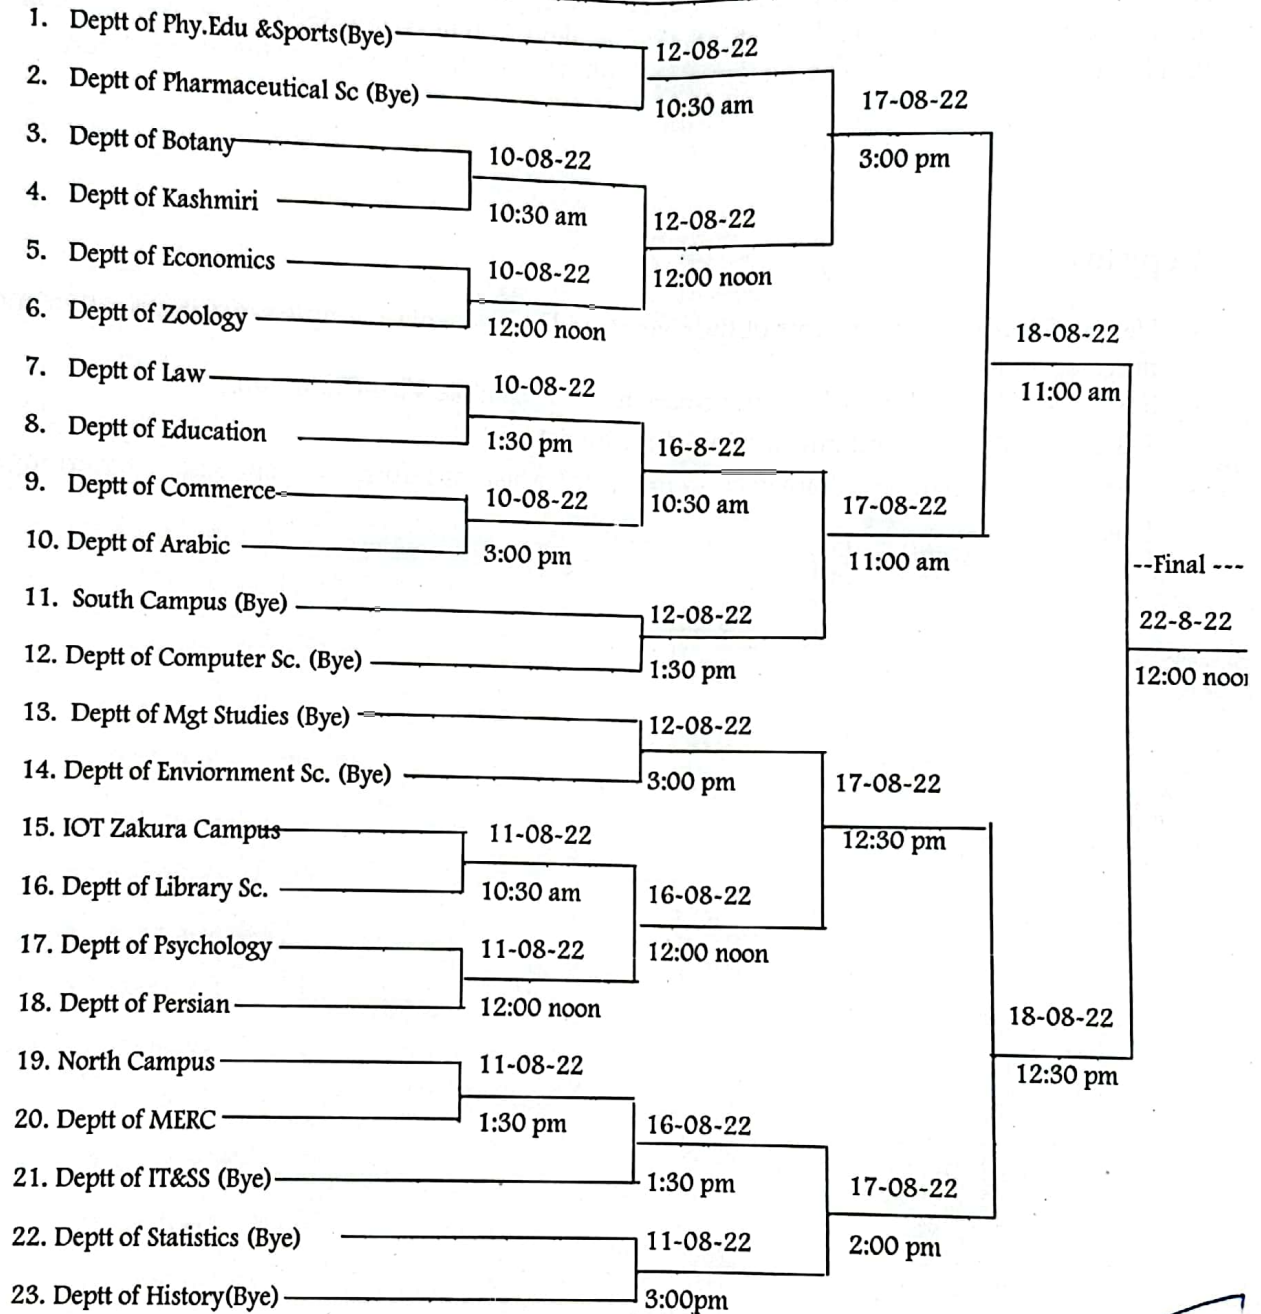 1. Deptt of Phy.Edu &Sports(Bye)
12-08-22
2. Deptt of Pharmaceutical Sc (Bye)
10:30 am
17-08-22
3. Deptt of Botany
10-08-22
3:00 pm
4. Deptt of Kashmiri
10:30 am
12-08-22
5. Deptt of Economics
10-08-22
12:00 noon
6. Deptt of Zoology
12:00 noon
18-08-22
7. Deptt of Law
10-08-22
11:00 am
8. Deptt of Education
1:30 pm
16-8-22
9. Deptt of Commerce
10-08-22
10:30 am
17-08-22
10. Deptt of Arabic
3:00 pm
11:00 am
--Final ---
11. South Campus (Bye)
12-08-22
22-8-22
12. Deptt of Computer Sc. (Bye)
1:30 pm
12:00 noo
13. Deptt of Mgt Studies (Bye)
12-08-22
14. Deptt of Enviornment Sc. (Bye)
3:00 pm
17-08-22
15. IOT Zakura Campus
11-08-22
12:30 pm
16. Deptt of Library Sc.
10:30 am
16-08-22
17. Deptt of Psychology
11-08-22
12:00 noon
18. Deptt of Persian
12:00 noon
18-08-22
19. North Campus
11-08-22
12:30 pm
20. Deptt of MERC
1:30 pm
16-08-22
21. Deptt of IT&SS (Bye)
1:30 pm
17-08-22
22. Deptt of Statistics (Bye)
11-08-22
2:00 pm
23. Deptt of History(Bye)
3:00pm